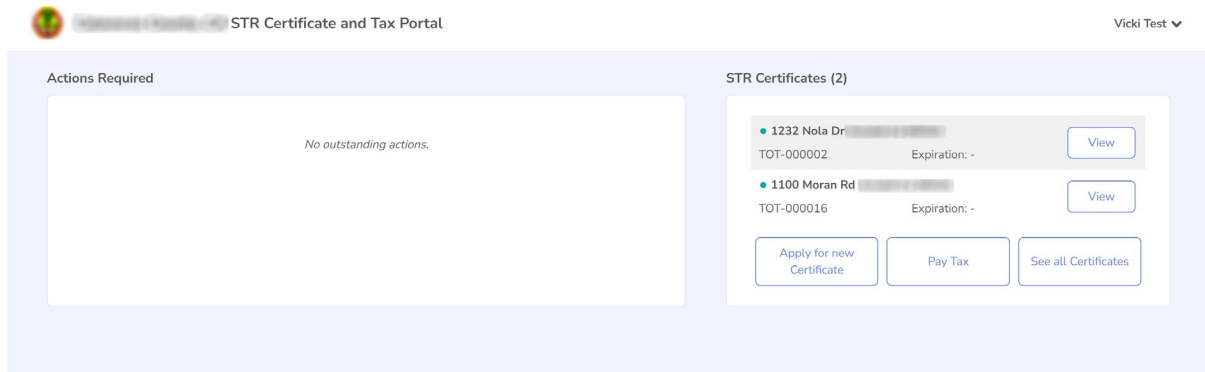 STR Certificate and Tax Portal
Vicki Test
Actions Required
No outstanding actions.
STR Certificates (2)
1232 Nola Dr
TOT-000002 Expiration: -
View
1100 Moran Rd
TOT-000016 Expiration: -
View
Apply for new
Certificate
Pay Tax
See all Certificates